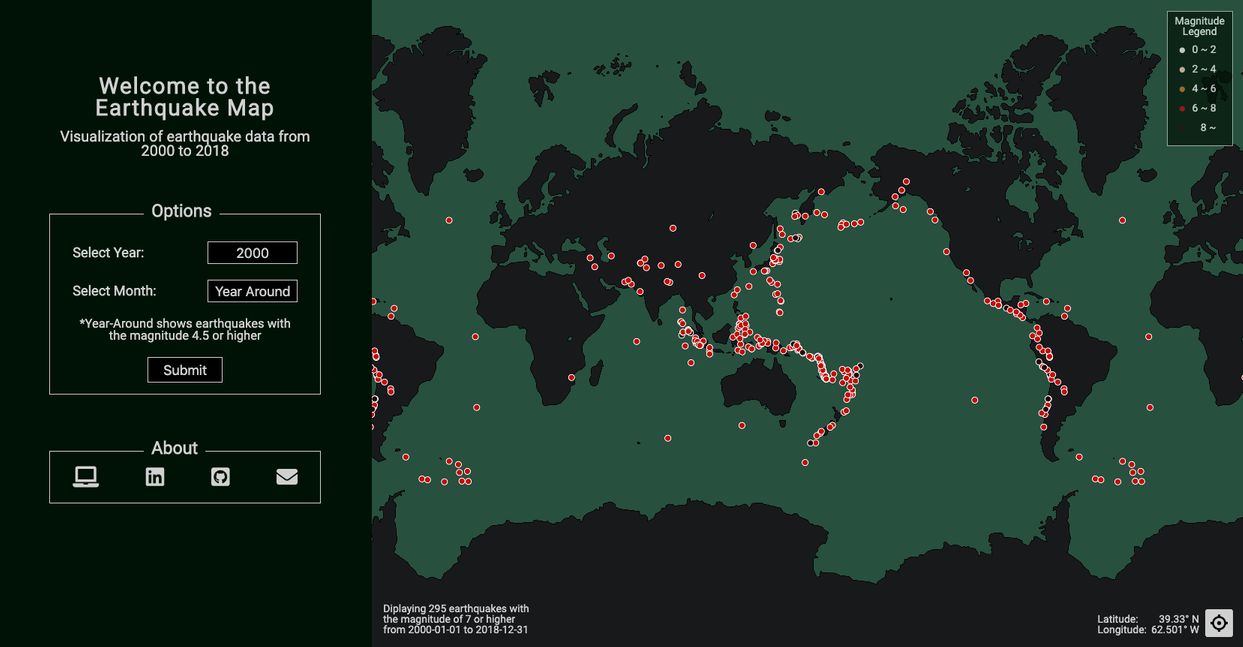 Welcome to the
Earthquake Map
Visualization of earthquake data from
2000 to 2018
Options
Select Year:
2000
Select Month:
Year Around
*Year-Around shows earthquakes with
the magnitude 4.5 or higher
Submit
About
Magnitude
Legend
0 ~ 2
2 ~ 4
4 ~ 6
6 ~ 8
8 ~
Diplaying 295 earthquakes with
the magnitude of 7 or higher
from 2000-01-01 to 2018-12-31
Latitude: 39.33° N
Longitude: 62.501° W